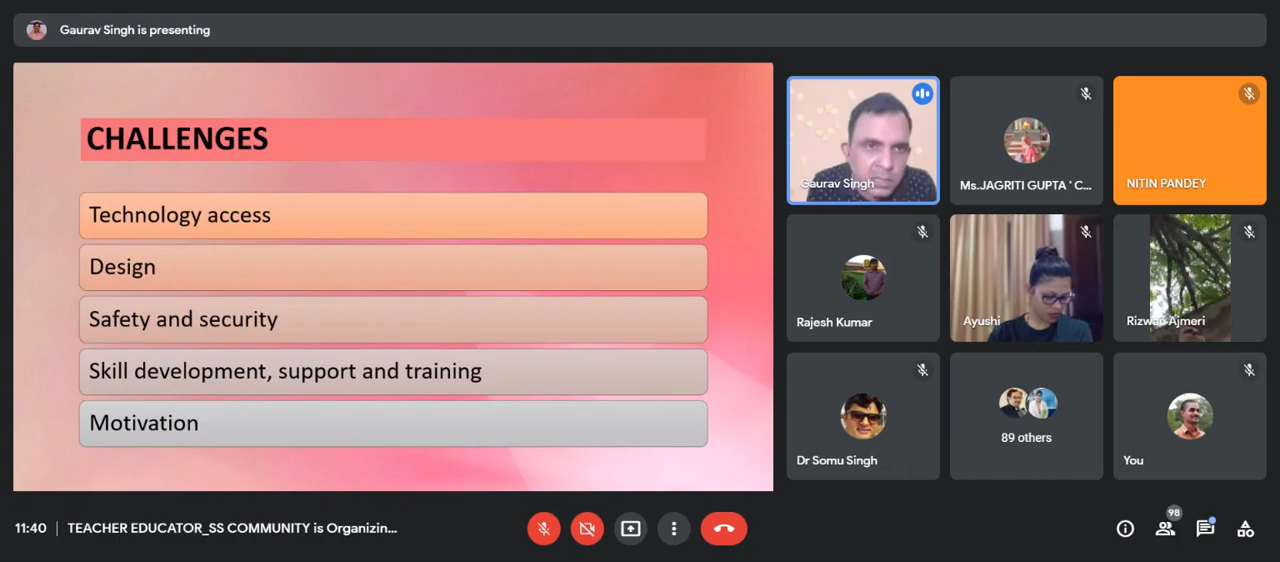 Gaurav Singh is presenting
CHALLENGES
Technology access
Design
Safety and security
Skill development, support and training
Motivation
Gaurav Singh
Ms.JAGRITI GUPTA ' C...
NITIN PANDEY
Rajesh Kumar
Ayushi
Rizwan Ajmeri
Dr Somu Singh
89 others
You
11:40 | TEACHER EDUCATOR_SS COMMUNITY is Organizin...
98